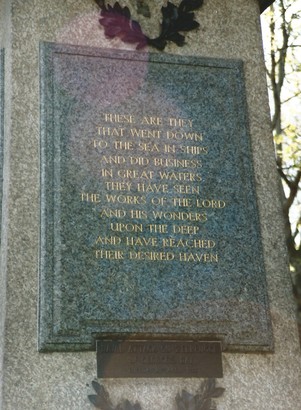 THESE ARE THEY
THAT WENT DOWN
TO THE SEA IN SHIPS
AND DID BUSINESS
IN GREAT WATERS
THEY HAVE SEEN
THE WORKS OF THE LORD
AND HIS WONDERS
UPON THE DEEP
AND HAVE REACHED
THEIR DESIRED HAVEN